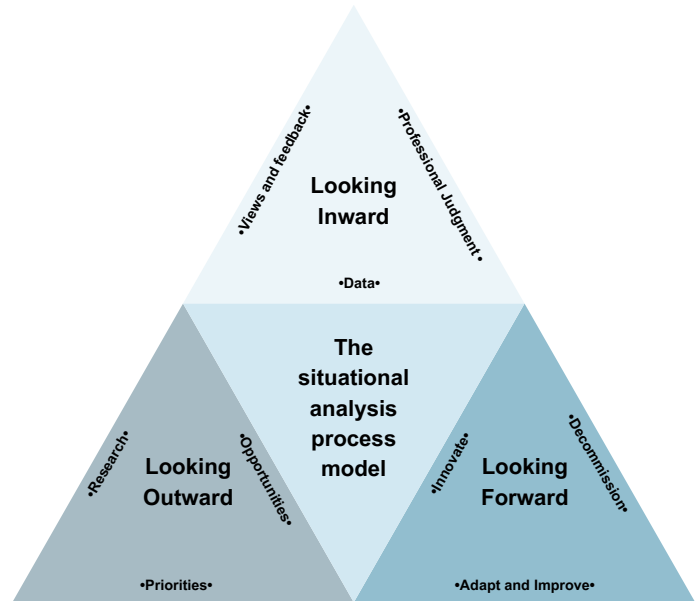 •Views and feedback•
•Professional Judgment •
Looking
Inward
•Data•
The
situational
analysis
process
model
•Research•
Looking
Outward
•Opportunities•
•Priorities•
•Innovate•
Looking
Forward
•Decommission•
•Adapt and Improve•